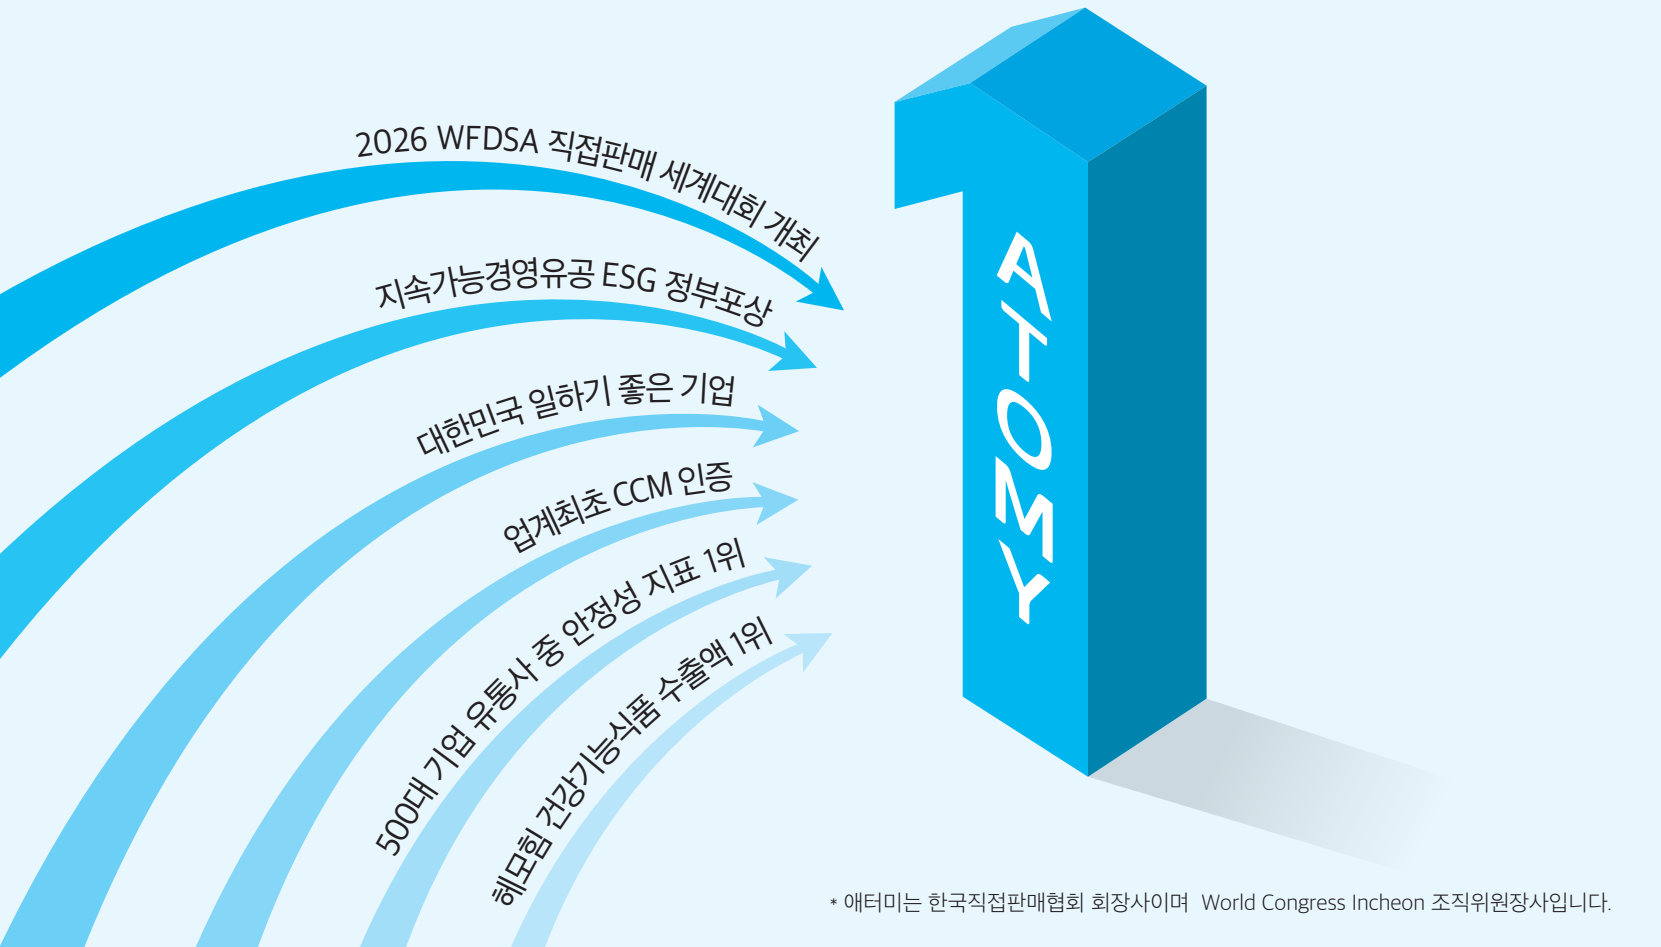 2026 WFDSA 직접판매 세계대회 개최
지속가능경영유공 ESG 정부포상
대한민국 일하기 좋은 기업
업계최초 CCM 인증
500대 기업 유통사 중 안정성 지표 1위
헤모힘 건강기능식품 수출액 1위
ATOMY
* 애터미는 한국직접판매협회 회장사이며 World Congress Incheon 조직위원장사입니다.